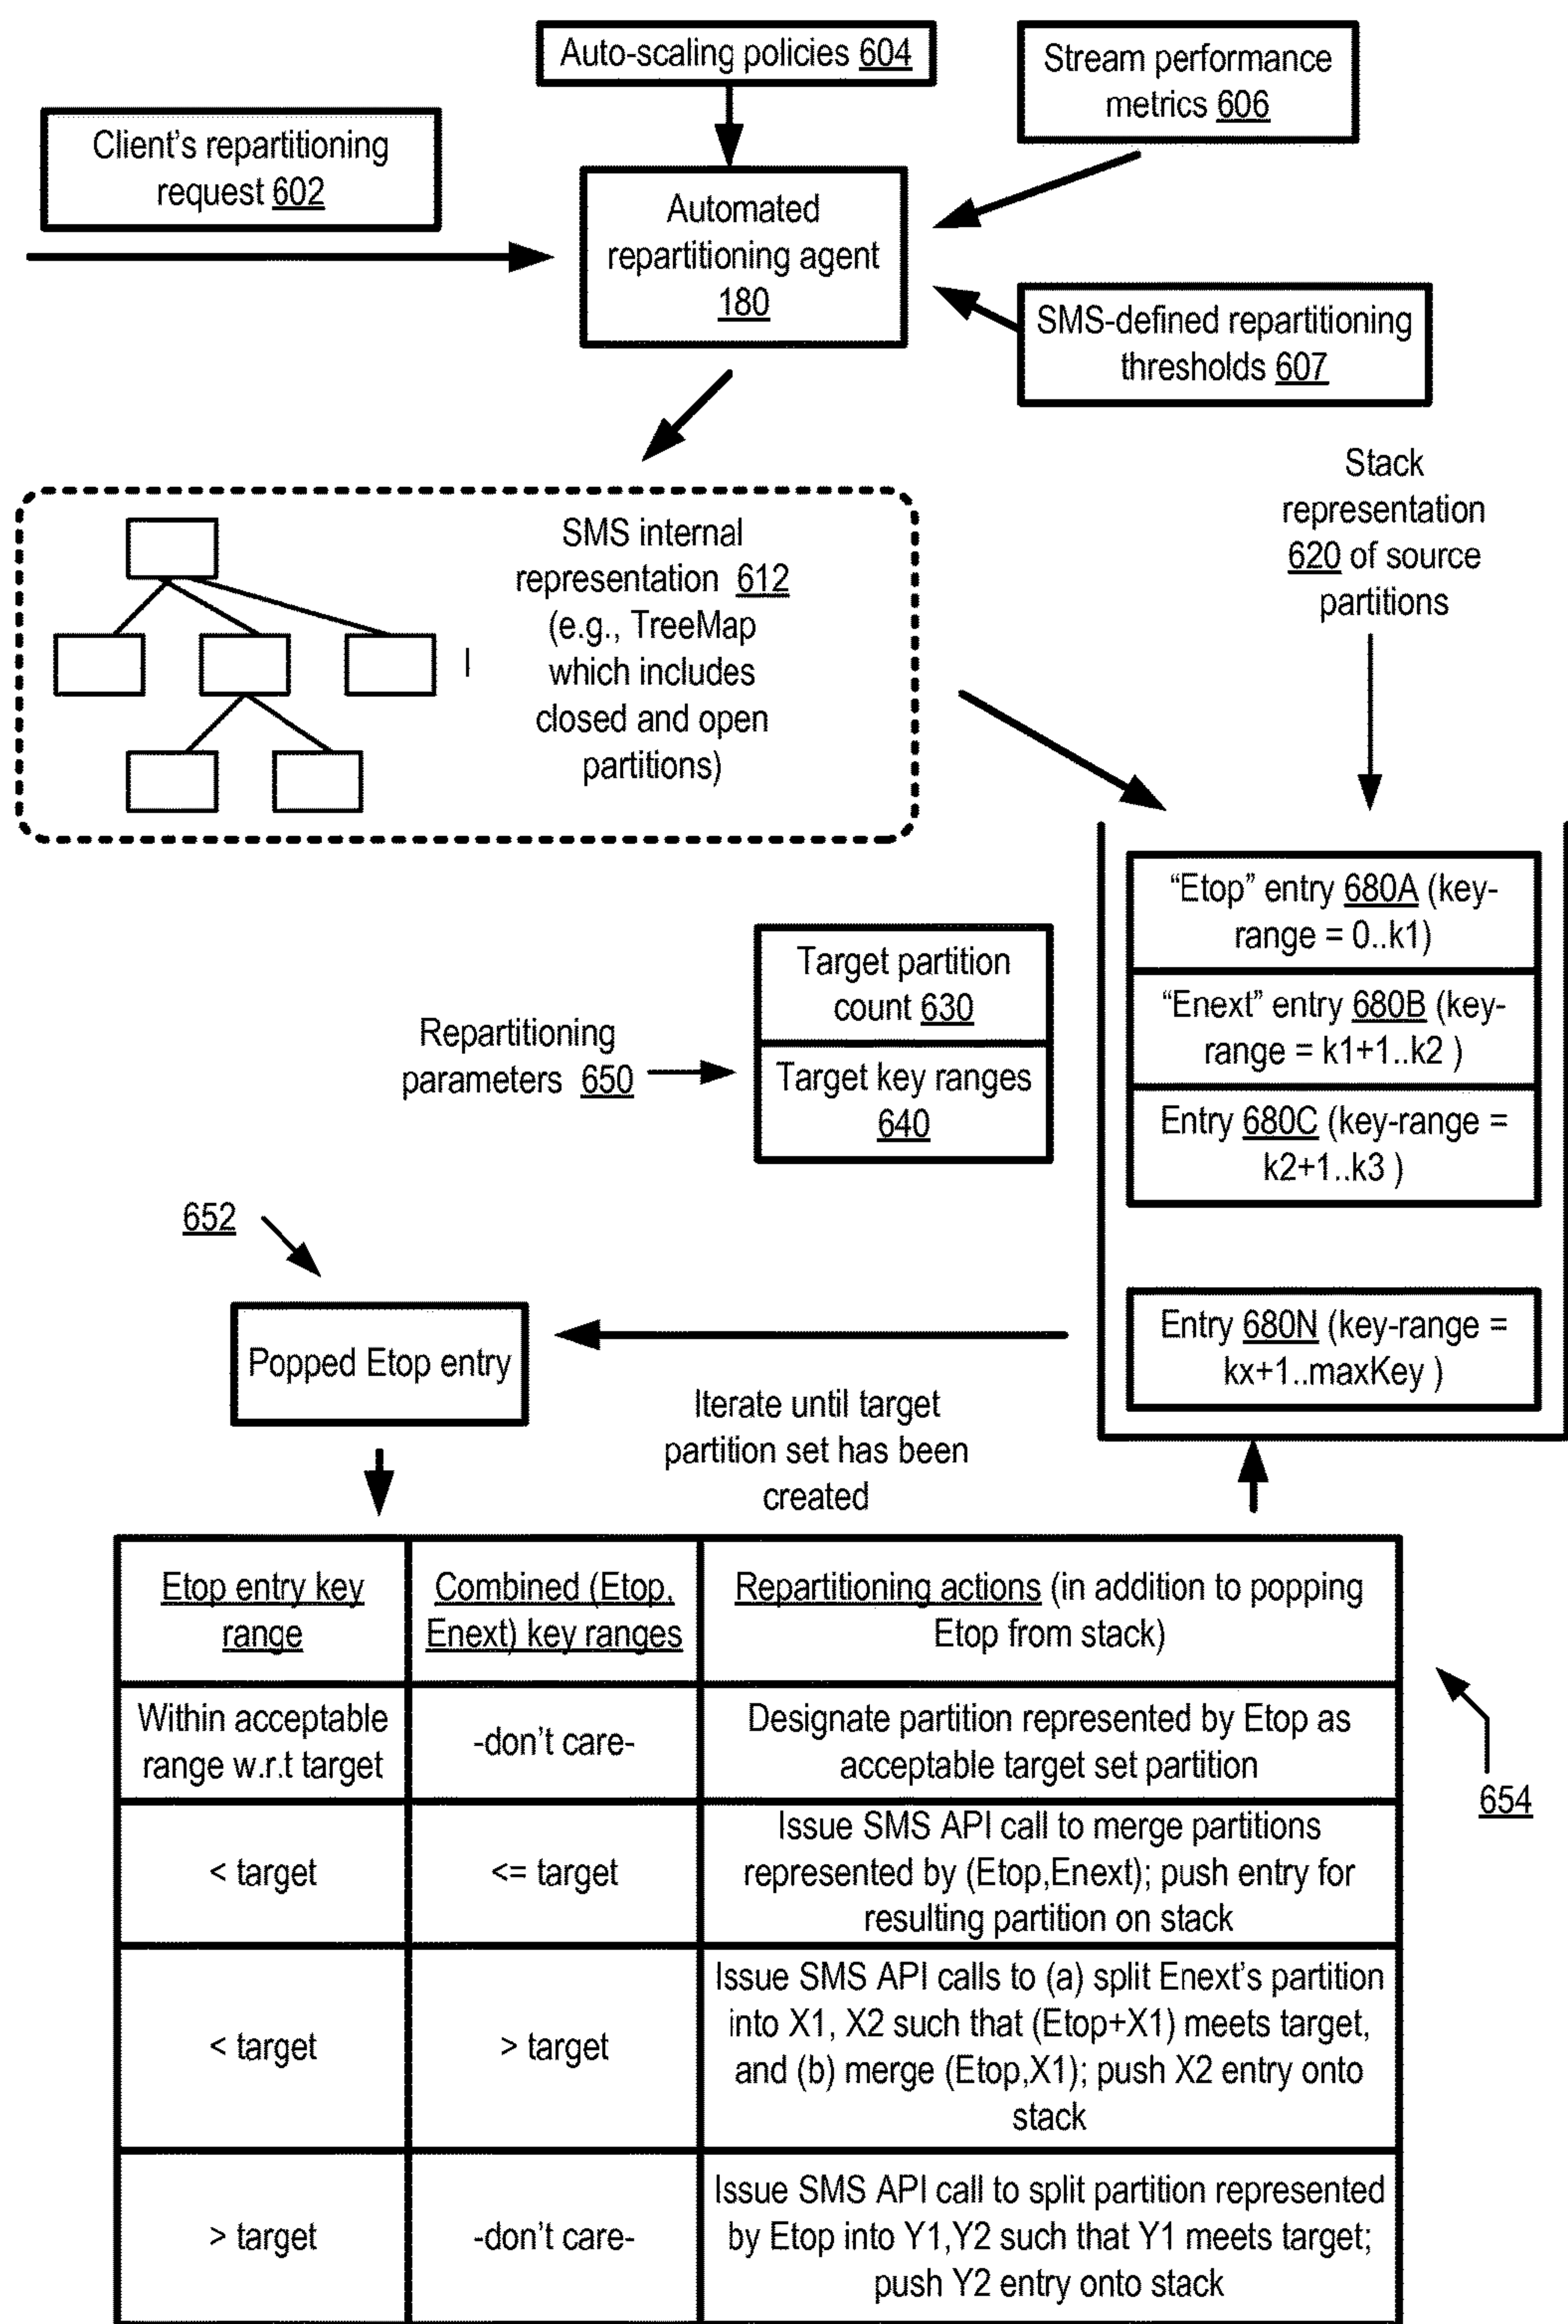 Auto-scaling policies 604
Stream performance
metrics 606
Client's repartitioning
request 602
Automated
repartitioning agent
180
SMS-defined repartitioning
thresholds 607
Stack
representation
620 of source
partitions
SMS internal
representation 612
(e.g., TreeMap
which includes
closed and open
partitions)
“Etop” entry 680A (key-
range = 0..k1)
“Enext” entry 680B (key-
range = k1+1..k2 )
Entry 680C (key-range =
k2+1..k3 )
Entry 680N (key-range =
kx+1..maxKey )
Target partition
count 630
Target key ranges
640
Repartitioning
parameters 650
652
Popped Etop entry
Iterate until target
partition set has been
created
Etop entry key
range
Combined (Etop,
Enext) key ranges
Repartitioning actions (in addition to popping
Etop from stack)
Within acceptable
range w.r.t target
-don't care-
Designate partition represented by Etop as
acceptable target set partition
< target
<= target
Issue SMS API call to merge partitions
represented by (Etop,Enext); push entry for
resulting partition on stack
< target
> target
Issue SMS API calls to (a) split Enext's partition
into X1, X2 such that (Etop+X1) meets target,
and (b) merge (Etop,X1); push X2 entry onto
stack
> target
-don't care-
Issue SMS API call to split partition represented
by Etop into Y1,Y2 such that Y1 meets target;
push Y2 entry onto stack
654